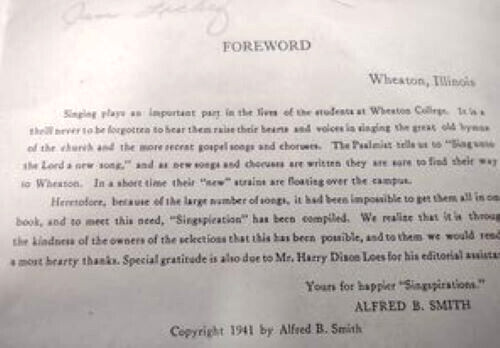 FOREWORD
Wheaton, Illinois
Singing plays an important part in the lives of the students at Wheaton College. It is a
thrill never to be forgotten to hear them raise their hearts and voices in singing the great old hymns
of the church and the more recent gospel songs and choruses. The Psalmist tells us to "Sing unto
the Lord a new song," and as new songs and choruses are written they are sure to find their way
to Wheaton. In a short time their "new" strains are floating over the campus.
Heretofore, because of the large number of songs, it had been impossible to get them all in one
book, and to meet this need, "Singspiration" has been compiled. We realize that it is throug
the kindness of the owners of the selections that this has been possible, and to them we would rend
a most hearty thanks. Special gratitude is also due to Mr. Harry Dixon Loes for his editorial assistan
Yours for happier "Singspirations."
ALFRED B. SMITH
Copyright 1941 by Alfred B. Smith